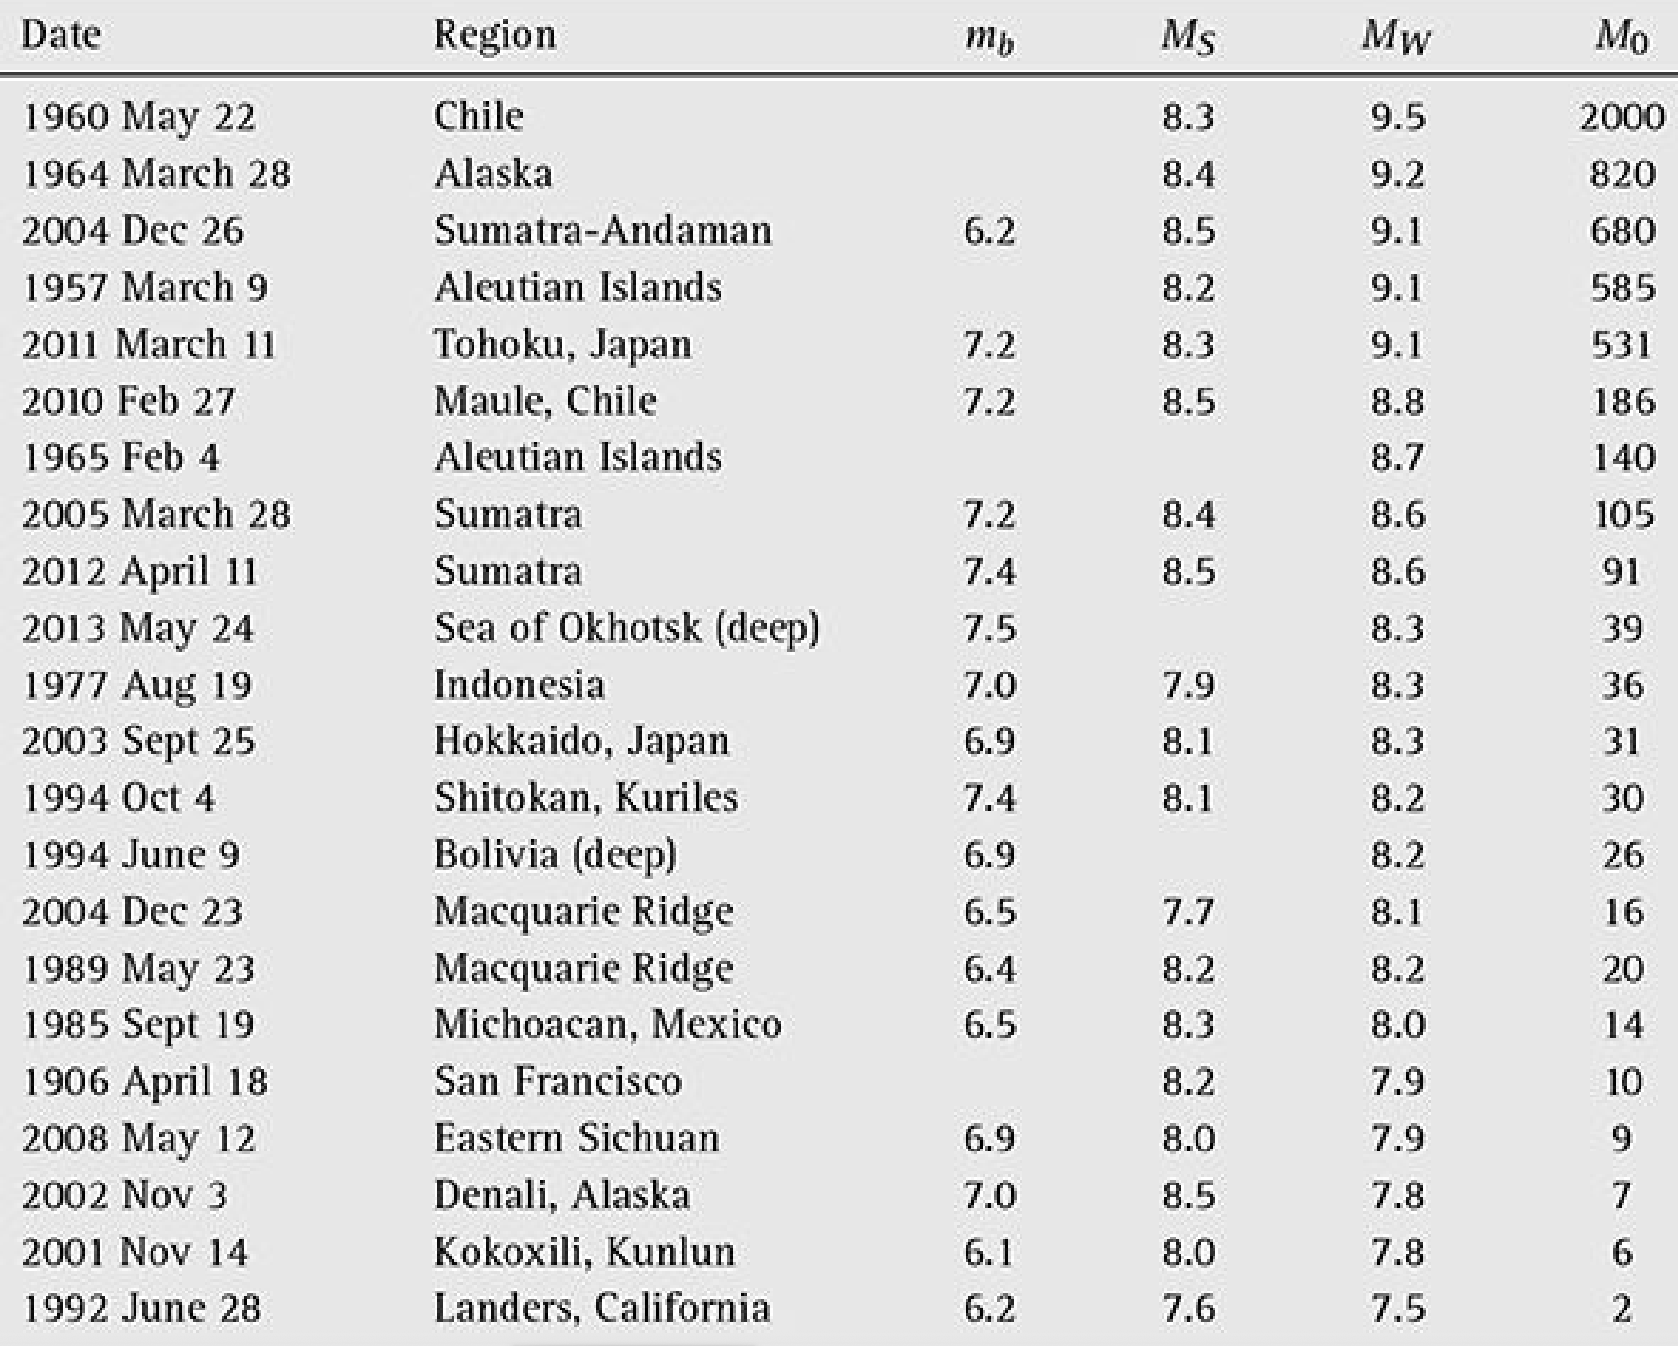 Date Region mb MS MW M0
1960 May 22 Chile 8.3 9.5 2000
1964 March 28 Alaska 8.4 9.2 820
2004 Dec 26 Sumatra-Andaman 6.2 8.5 9.1 680
1957 March 9 Aleutian Islands 8.2 9.1 585
2011 March 11 Tohoku, Japan 7.2 8.3 9.1 531
2010 Feb 27 Maule, Chile 7.2 8.5 8.8 186
1965 Feb 4 Aleutian Islands 8.7 140
2005 March 28 Sumatra 7.2 8.4 8.6 105
2012 April 11 Sumatra 7.4 8.5 8.6 91
2013 May 24 Sea of Okhotsk (deep) 7.5 8.3 39
1977 Aug 19 Indonesia 7.0 7.9 8.3 36
2003 Sept 25 Hokkaido, Japan 6.9 8.1 8.3 31
1994 Oct 4 Shitokan, Kuriles 7.4 8.1 8.2 30
1994 June 9 Bolivia (deep) 6.9 8.2 26
2004 Dec 23 Macquarie Ridge 6.5 7.7 8.1 16
1989 May 23 Macquarie Ridge 6.4 8.2 8.2 20
1985 Sept 19 Michoacan, Mexico 6.5 8.3 8.0 14
1906 April 18 San Francisco 8.2 7.9 10
2008 May 12 Eastern Sichuan 6.9 8.0 7.9 9
2002 Nov 3 Denali, Alaska 7.0 8.5 7.8 7
2001 Nov 14 Kokoxili, Kunlun 6.1 8.0 7.8 6
1992 June 28 Landers, California 6.2 7.6 7.5 2